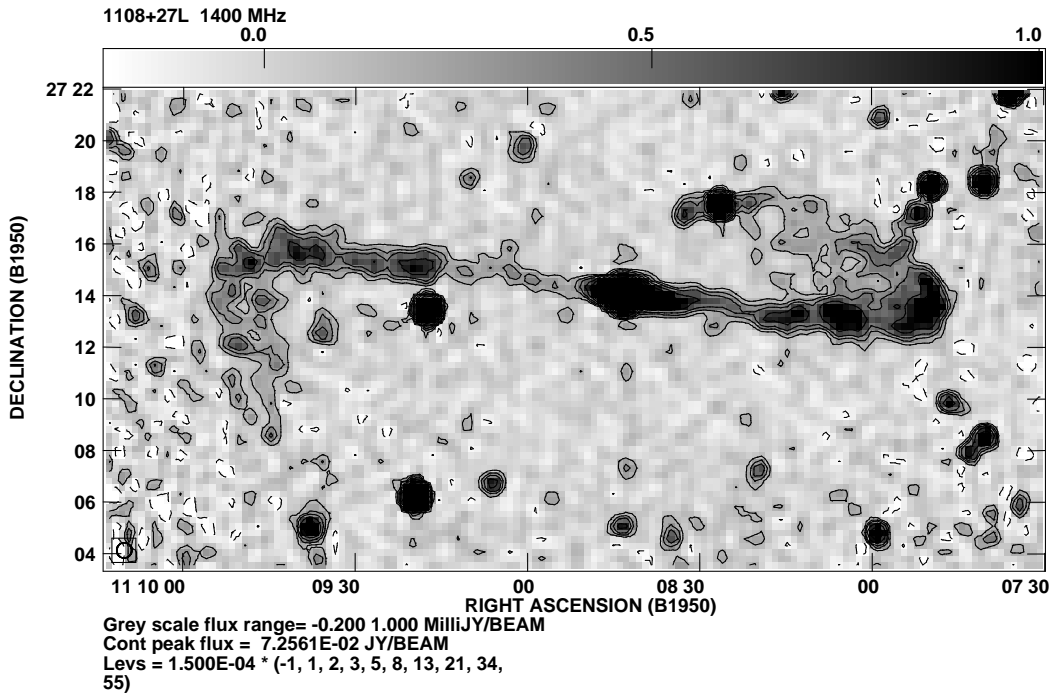 1108+27L 1400 MHz
0.0 0.5 1.0
27 22
20
18
16
14
12
10
08
06
04
DECLINATION (B1950)
11 10 00 09 30 00 08 30 00 07 30
RIGHT ASCENSION (B1950)
Grey scale flux range= -0.200 1.000 MilliJY/BEAM
Cont peak flux = 7.2561E-02 JY/BEAM
Levs = 1.500E-04 * (-1, 1, 2, 3, 5, 8, 13, 21, 34,
55)